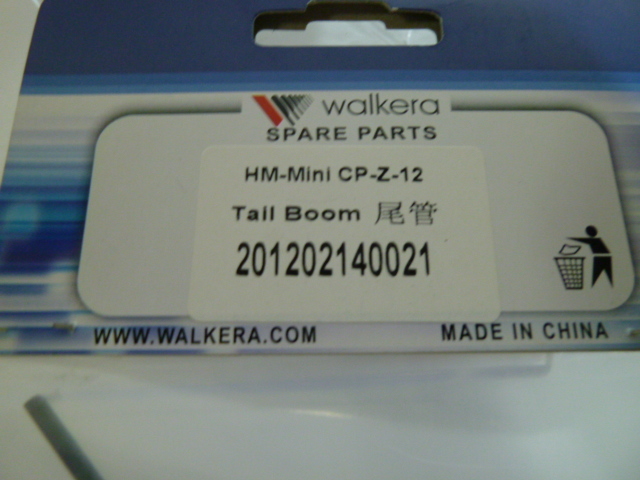 walkera
SPARE PARTS
HM-Mini CP-Z-12
Tail Boom 尾管
201202140021
WWW.WALKERA.COM MADE IN CHINA